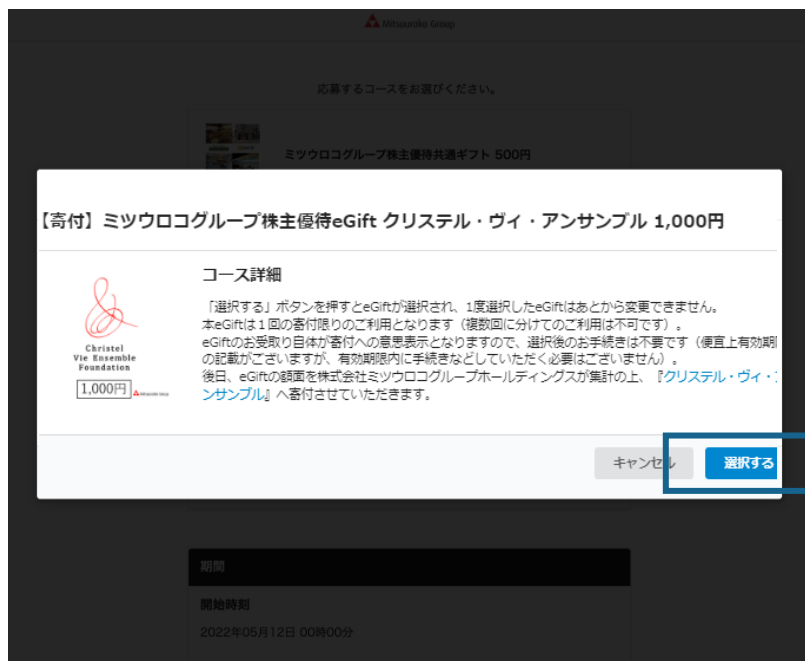 Mitsuuroko Group
応募するコースをお選びください。
ミツウロコグループ株主優待共通ギフト 500円
【寄付】ミツウロコグループ株主優待eGift クリステル・ヴィ・アンサンブル 1,000円
コース詳細
「選択する」ボタンを押すとeGiftが選択され、1度選択したeGiftはあとから変更できません。
本eGiftは１回の寄付限りのご利用となります（複数回に分けてのご利用は不可です）。
eGiftのお受取り自体が寄付への意思表示となりますので、選択後のお手続きは不要です（便宜上有効期
の記載がございますが、有効期限内に手続きなどしていただく必要はございません）。
後日、eGiftの額面を株式会社ミツウロコグループホールディングスが集計の上、『クリステル・ヴィ・
ンサンブル』へ寄付させていただきます。
Christel
Vie Ensemble
Foundation
1,000円
キャンセル
選択する
期間
開始時刻
2022年05月12日 00時00分